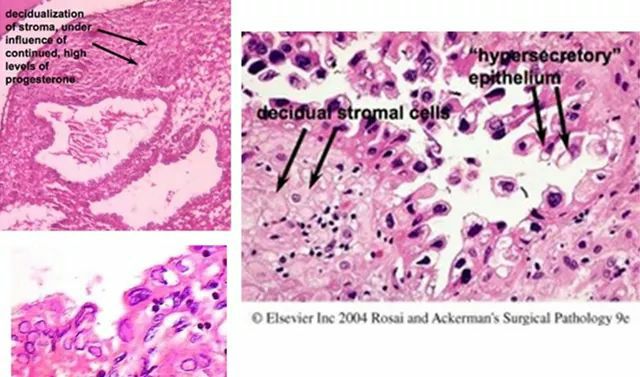 decidualization
of stroma, under
influence of
continued, high
levels of
progesterone.
"hypersecretory"
epithelium
decidual stromal cells
© Elsevier Inc 2004 Rosai and Ackerman's Surgical Pathology 9e